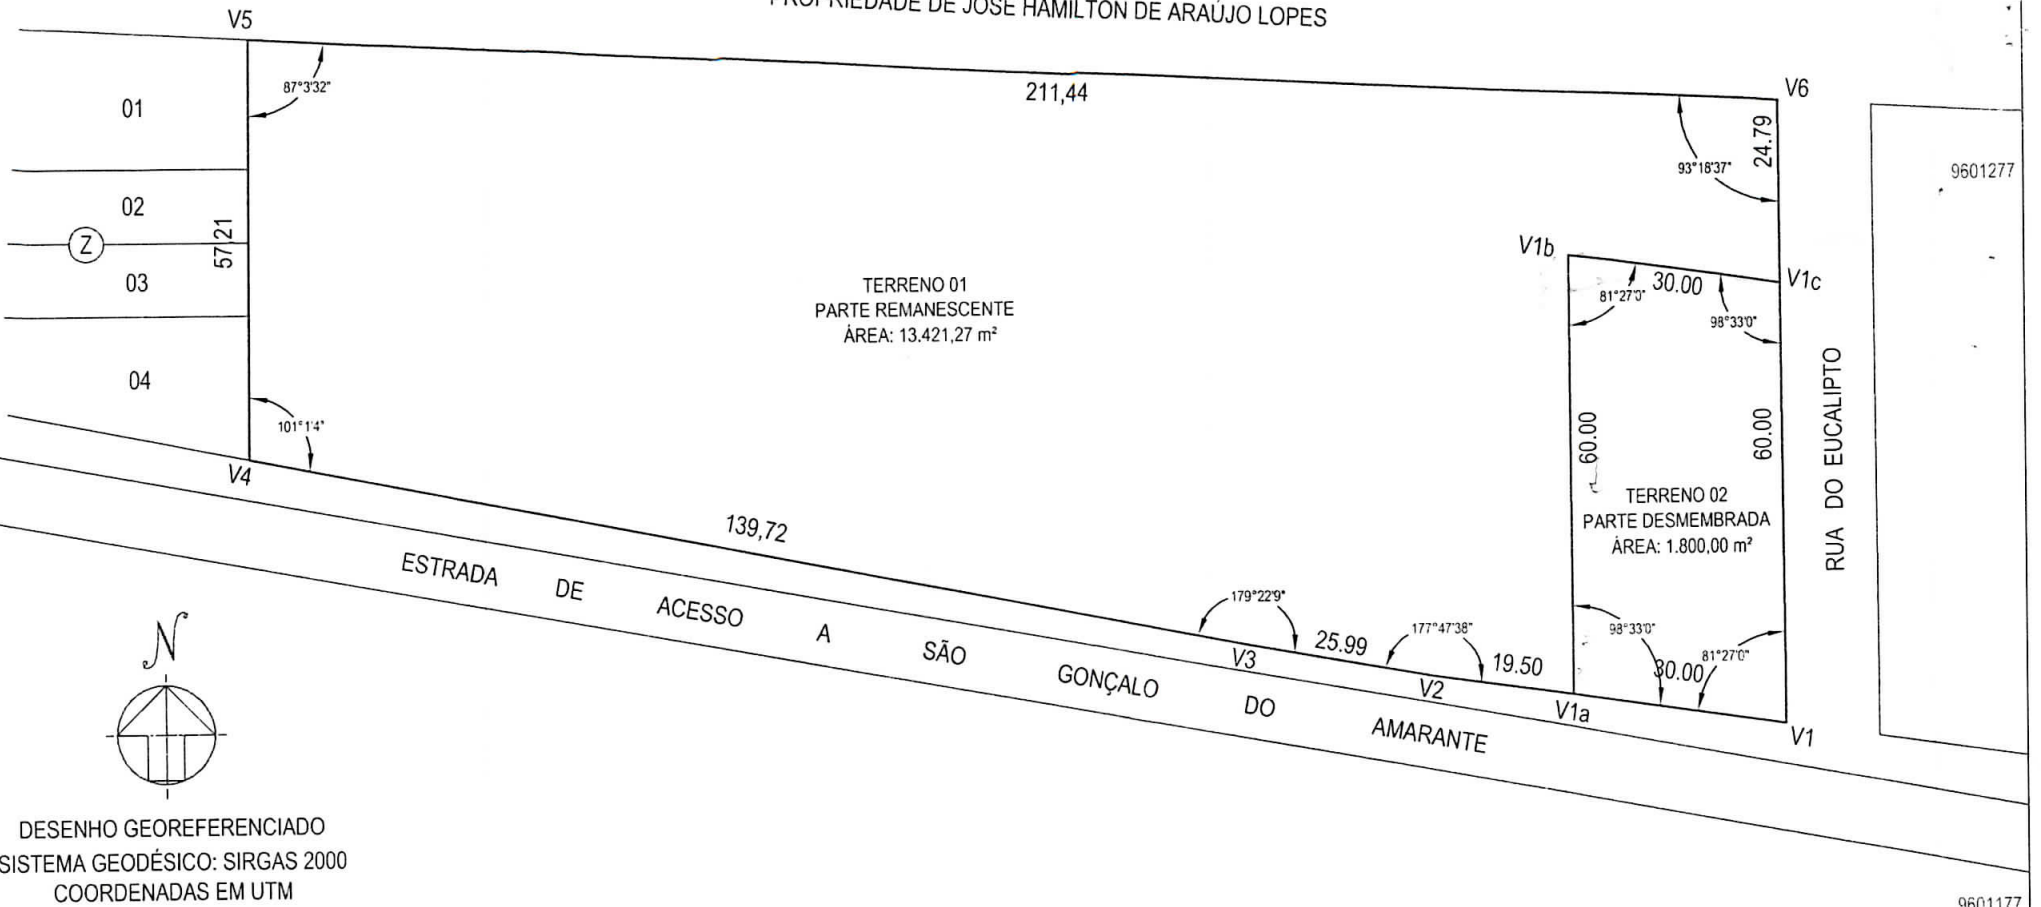 PROPRIEDADE DE JOSÉ HAMILTON DE ARAÚJO LOPES
V5
V6
87°3'32"
211,44
93°18'37"
24.79
9601277
01
02
Z
03
04
57,21
TERRENO 01
PARTE REMANESCENTE
ÁREA: 13.421,27 m²
V1b
V1c
81°27'0"
30.00
98°33'0"
60.00
60.00
RUA DO EUCALIPTO
TERRENO 02
PARTE DESMEMBRADA
ÁREA: 1.800,00 m²
101°1'4"
V4
139,72
179°22'9"
V3
25.99
177°47'38"
V2
19.50
V1a
98°33'0"
30.00
81°27'0"
V1
ESTRADA DE ACESSO A SÃO GONÇALO DO AMARANTE
N
DESENHO GEOREFERENCIADO
SISTEMA GEODÉSICO: SIRGAS 2000
COORDENADAS EM UTM
9601177